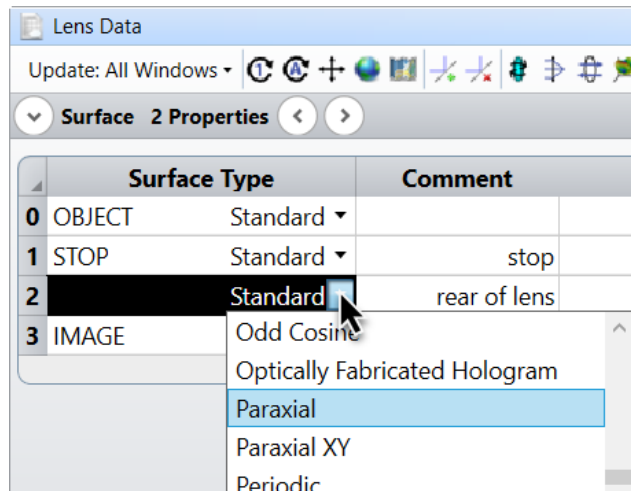 Lens Data
Update: All Windows
Surface 2 Properties
Surface Type Comment
0 OBJECT Standard
1 STOP Standard stop
2 Standard rear of lens
3 IMAGE
Odd Cosine
Optically Fabricated Hologram
Paraxial
Paraxial XY
Periodic